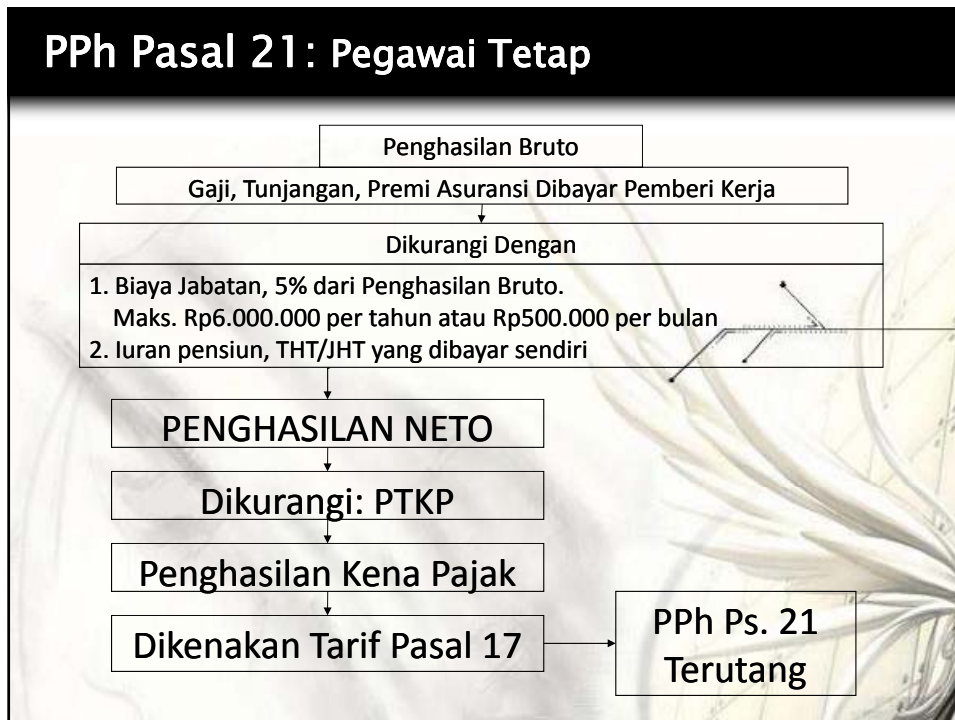 PPh Pasal 21: Pegawai Tetap
Penghasilan Bruto
Gaji, Tunjangan, Premi Asuransi Dibayar Pemberi Kerja
Dikurangi Dengan
1. Biaya Jabatan, 5% dari Penghasilan Bruto.
Maks. Rp6.000.000 per tahun atau Rp500.000 per bulan
2. Iuran pensiun, THT/JHT yang dibayar sendiri
PENGHASILAN NETO
Dikurangi: PTKP
Penghasilan Kena Pajak
Dikenakan Tarif Pasal 17
PPh Ps. 21
Terutang